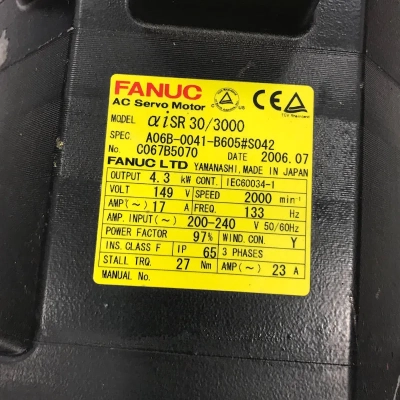 FANUC
AC Servo Motor
MODEL αiSR 30/3000
SPEC. A06B-0041-B605#S042
No. C067B5070 DATE 2006.07
FANUC LTD YAMANASHI, MADE IN JAPAN
OUTPUT 4.3 kW CONT. IEC60034-1
VOLT 149 V SPEED 2000 min⁻¹
AMP(~) 17 A FREQ. 133 Hz
AMP. INPUT (~) 200-240 V 50/60Hz
POWER FACTOR 97% WIND.CON. Y
INS.CLASS F IP 65 3 PHASES
STALL TRQ. 27 Nm AMP(~) 23 A
MANUAL No.